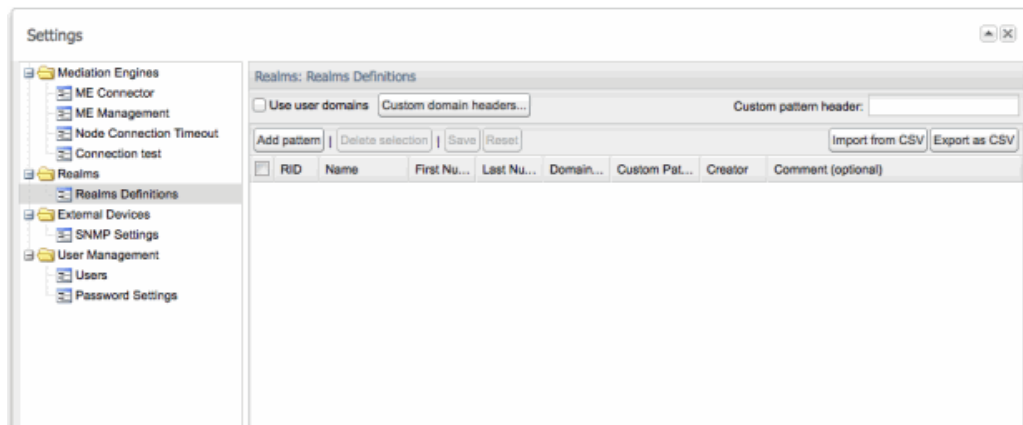 Settings
Mediation Engines
ME Connector
ME Management
Node Connection Timeout
Connection test
Realms
Realms Definitions
External Devices
SNMP Settings
User Management
Users
Password Settings
Realms: Realms Definitions
Use user domains Custom domain headers... Custom pattern header:
Add pattern | Delete selection | Save Reset Import from CSV Export as CSV
RID Name First Nu... Last Nu... Domain... Custom Pat... Creator Comment (optional)